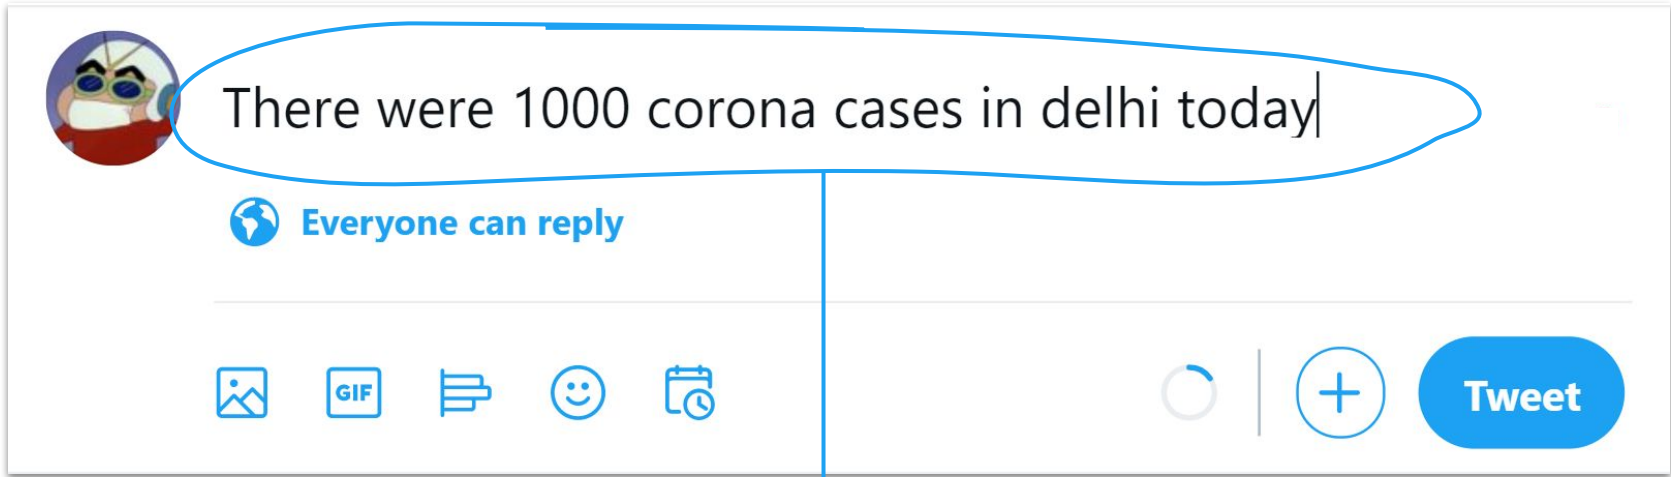 There were 1000 corona cases in delhi today
Everyone can reply
GIF
Tweet